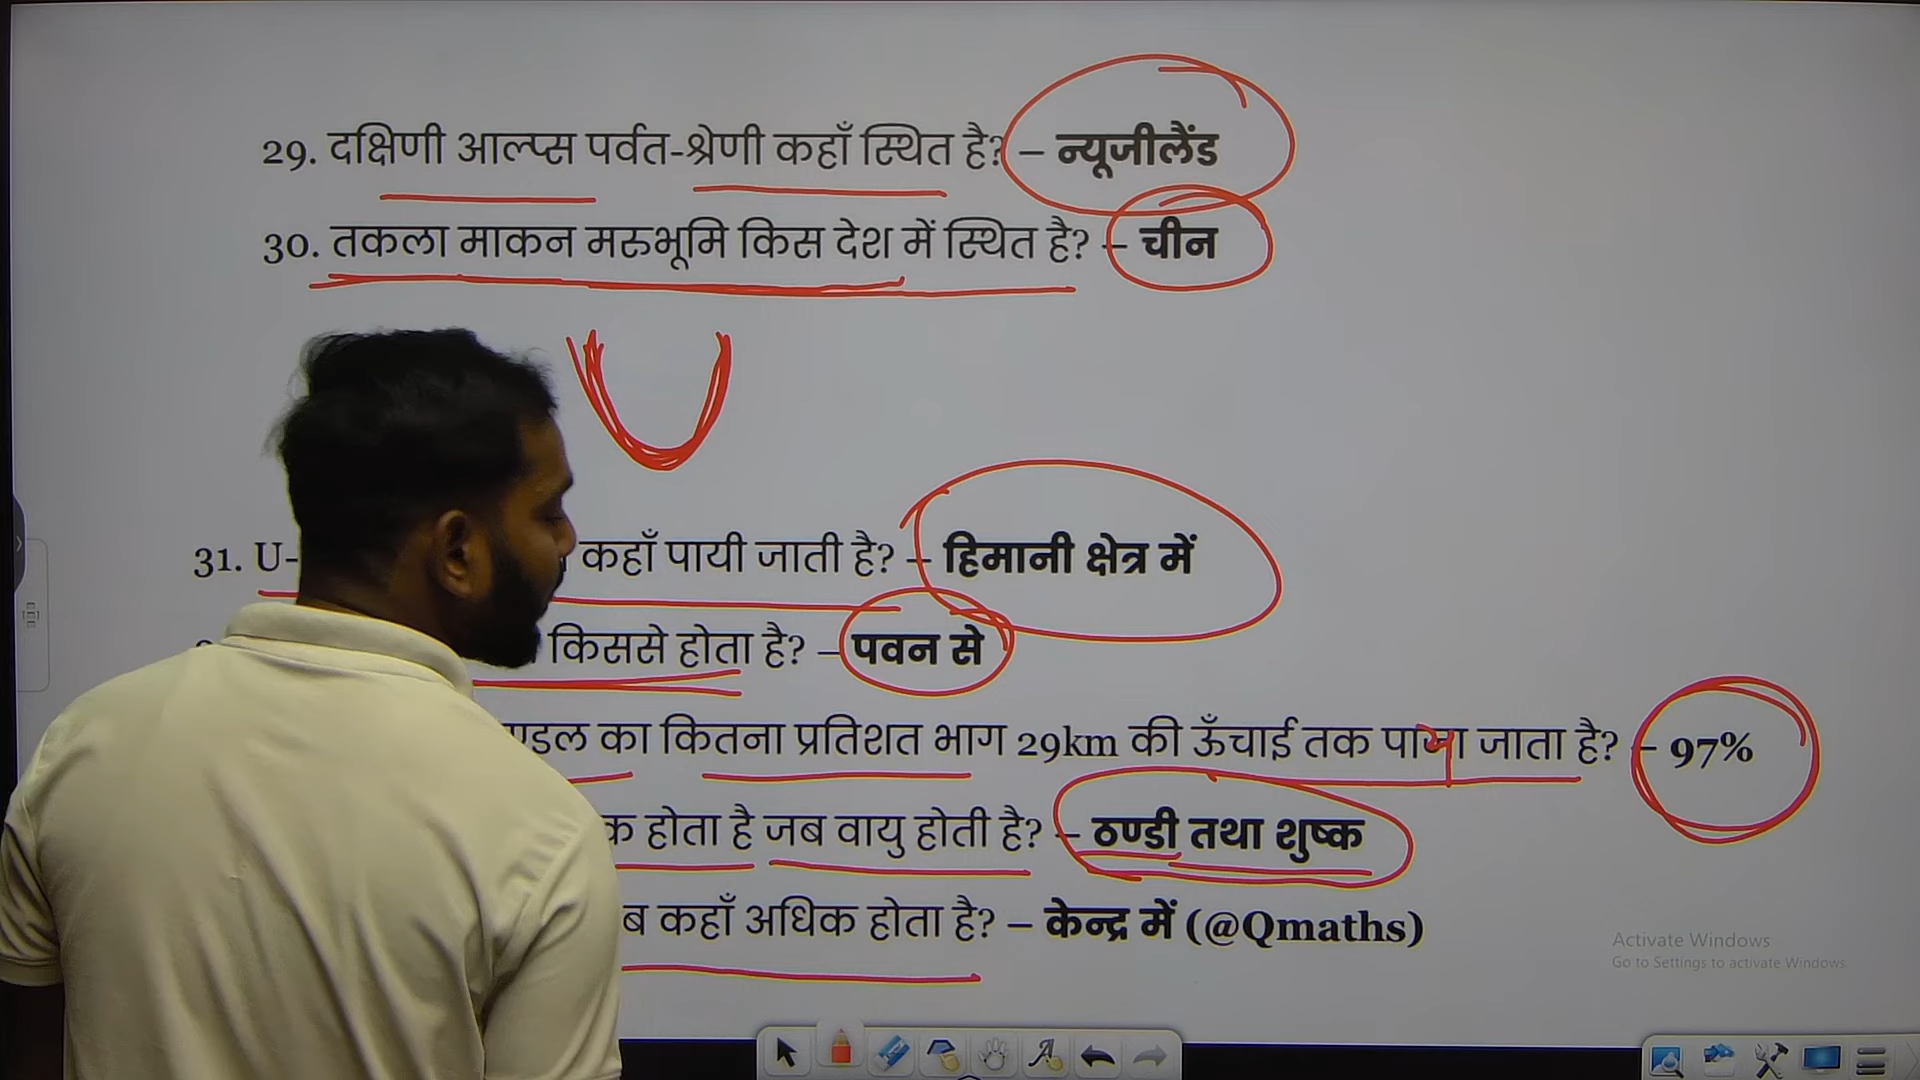 29. दक्षिणी आल्प्स पर्वत-श्रेणी कहाँ स्थित है? – न्यूजीलैंड
30. तकला माकन मरुभूमि किस देश में स्थित है? – चीन
31. U- कहाँ पायी जाती है? – हिमानी क्षेत्र में
किससे होता है? – पवन से
का कितना प्रतिशत भाग 29km की ऊँचाई तक पाया जाता है? – 97%
होता है जब वायु होती है? – ठण्डी तथा शुष्क
कहाँ अधिक होता है? – केन्द्र में (@Qmaths)
Activate Windows
Go to Settings to activate Windows.